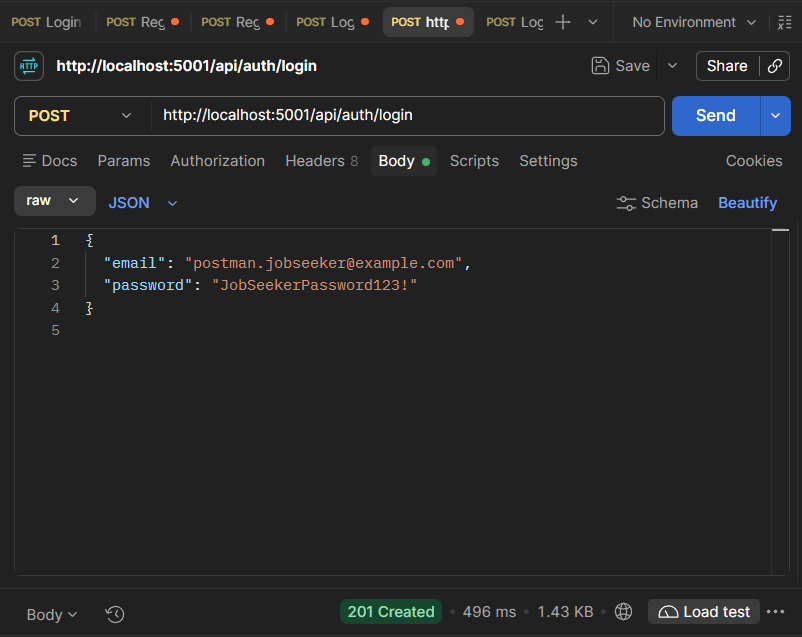 POST Login POST Reg POST Reg POST Log POST http POST Log No Environment
HTTP http://localhost:5001/api/auth/login Save Share
POST http://localhost:5001/api/auth/login Send
Docs Params Authorization Headers 8 Body Scripts Settings Cookies
raw JSON Schema Beautify
1 {
2 "email": "postman.jobseeker@example.com",
3 "password": "JobSeekerPassword123!"
4 }
5
Body 201 Created • 496 ms • 1.43 KB • Load test